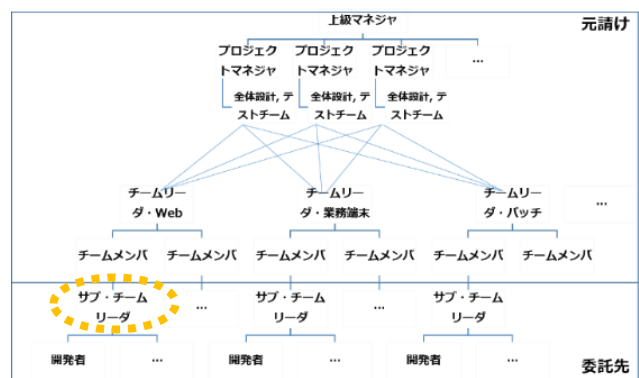 上級マネジャ
元請け
プロジェク
トマネジャ
プロジェク
トマネジャ
プロジェク
トマネジャ
…
全体設計, テ
ストチーム
全体設計, テ
ストチーム
全体設計, テ
ストチーム
チームリー
ダ・Web
チームリー
ダ・業務端末
チームリー
ダ・バッチ
…
チームメンバ
チームメンバ
チームメンバ
チームメンバ
チームメンバ
チームメンバ
サブ・チーム
リーダ
…
サブ・チーム
リーダ
…
サブ・チーム
リーダ
開発者
…
開発者
…
開発者
…
委託先